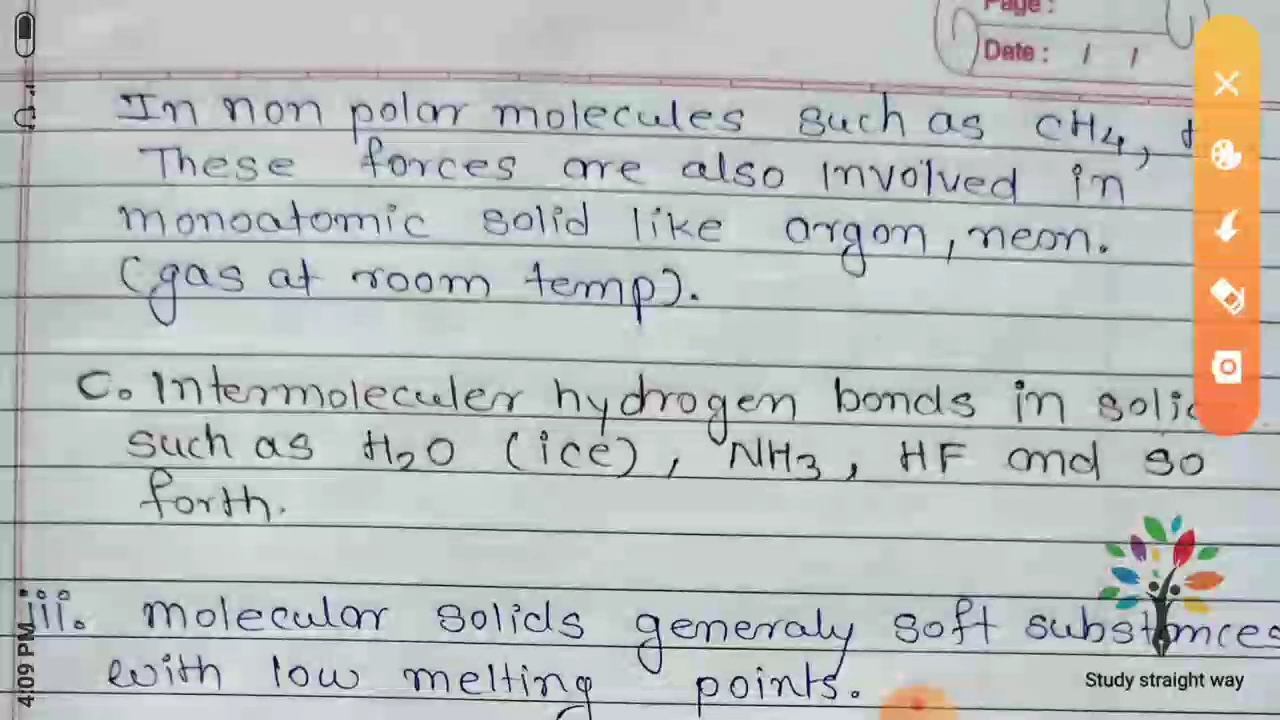 Page :
Date : / /
In non polar molecules such as CH4,
These forces are also involved in
monoatomic solid like argon, neon.
(gas at room temp).
C. Intermoleculer hydrogen bonds in solid
such as H2O (ice), NH3, HF and so
forth.
iii. molecular solids generaly soft substances
with low melting points.
Study straight way
4:09 PM